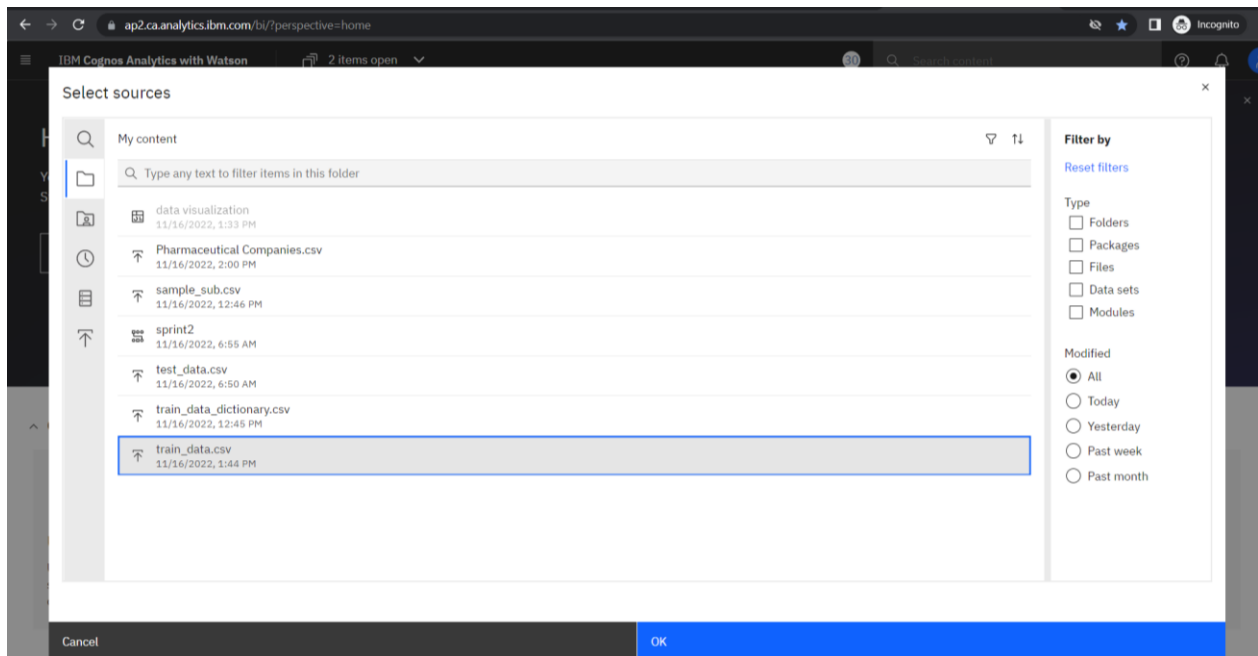 ap2.ca.analytics.ibm.com/bi/?perspective=home
Incognito
IBM Cognos Analytics with Watson
2 items open
30
Search content
Select sources
My content
Type any text to filter items in this folder
data visualization
11/16/2022, 1:33 PM
Pharmaceutical Companies.csv
11/16/2022, 2:00 PM
sample_sub.csv
11/16/2022, 12:46 PM
sprint2
11/16/2022, 6:55 AM
test_data.csv
11/16/2022, 6:50 AM
train_data_dictionary.csv
11/16/2022, 12:45 PM
train_data.csv
11/16/2022, 1:44 PM
Filter by
Reset filters
Type
Folders
Packages
Files
Data sets
Modules
Modified
All
Today
Yesterday
Past week
Past month
Cancel
OK